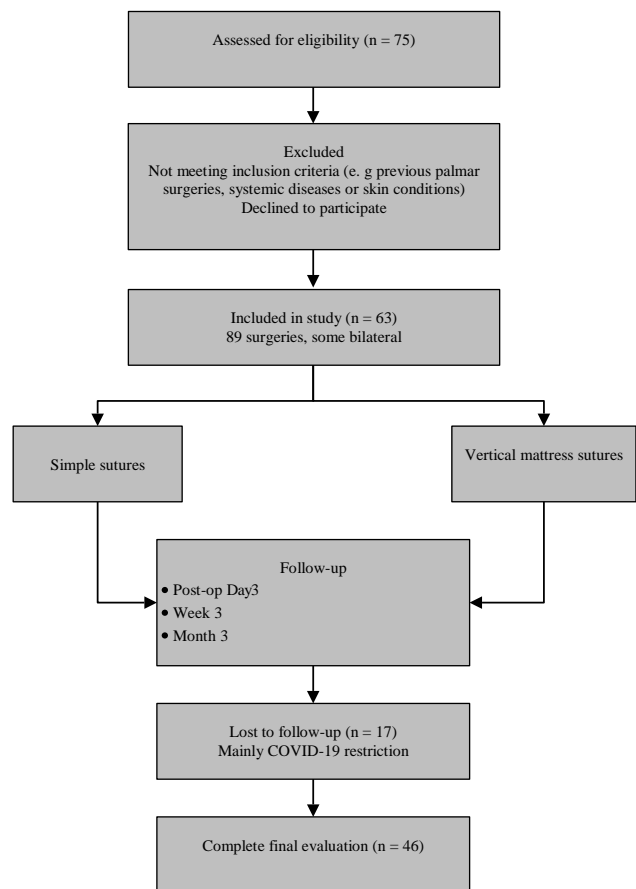 Assessed for eligibility (n = 75)
Excluded
Not meeting inclusion criteria (e. g previous palmar
surgeries, systemic diseases or skin conditions)
Declined to participate
Included in study (n = 63)
89 surgeries, some bilateral
Simple sutures
Vertical mattress sutures
Follow-up
• Post-op Day3
• Week 3
• Month 3
Lost to follow-up (n = 17)
Mainly COVID-19 restriction
Complete final evaluation (n = 46)